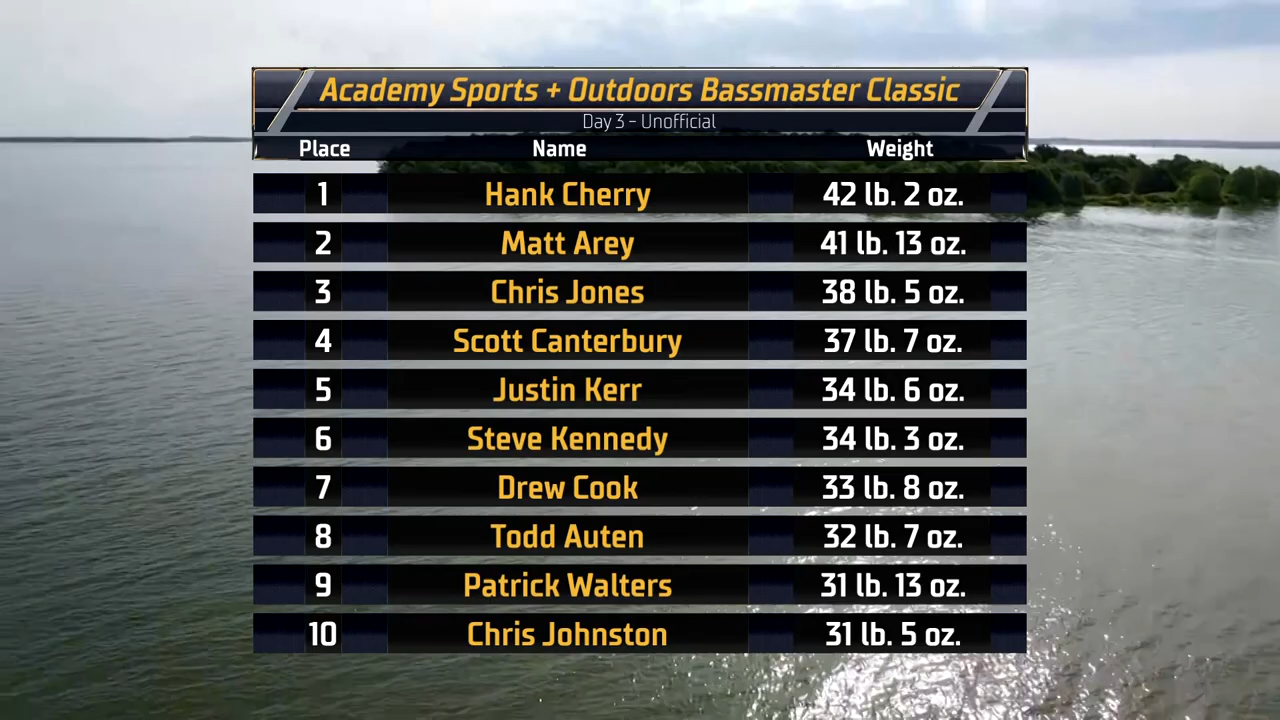 Academy Sports + Outdoors Bassmaster Classic
Day 3 - Unofficial
Place Name Weight
1 Hank Cherry 42 lb. 2 oz.
2 Matt Arey 41 lb. 13 oz.
3 Chris Jones 38 lb. 5 oz.
4 Scott Canterbury 37 lb. 7 oz.
5 Justin Kerr 34 lb. 6 oz.
6 Steve Kennedy 34 lb. 3 oz.
7 Drew Cook 33 lb. 8 oz.
8 Todd Auten 32 lb. 7 oz.
9 Patrick Walters 31 lb. 13 oz.
10 Chris Johnston 31 lb. 5 oz.